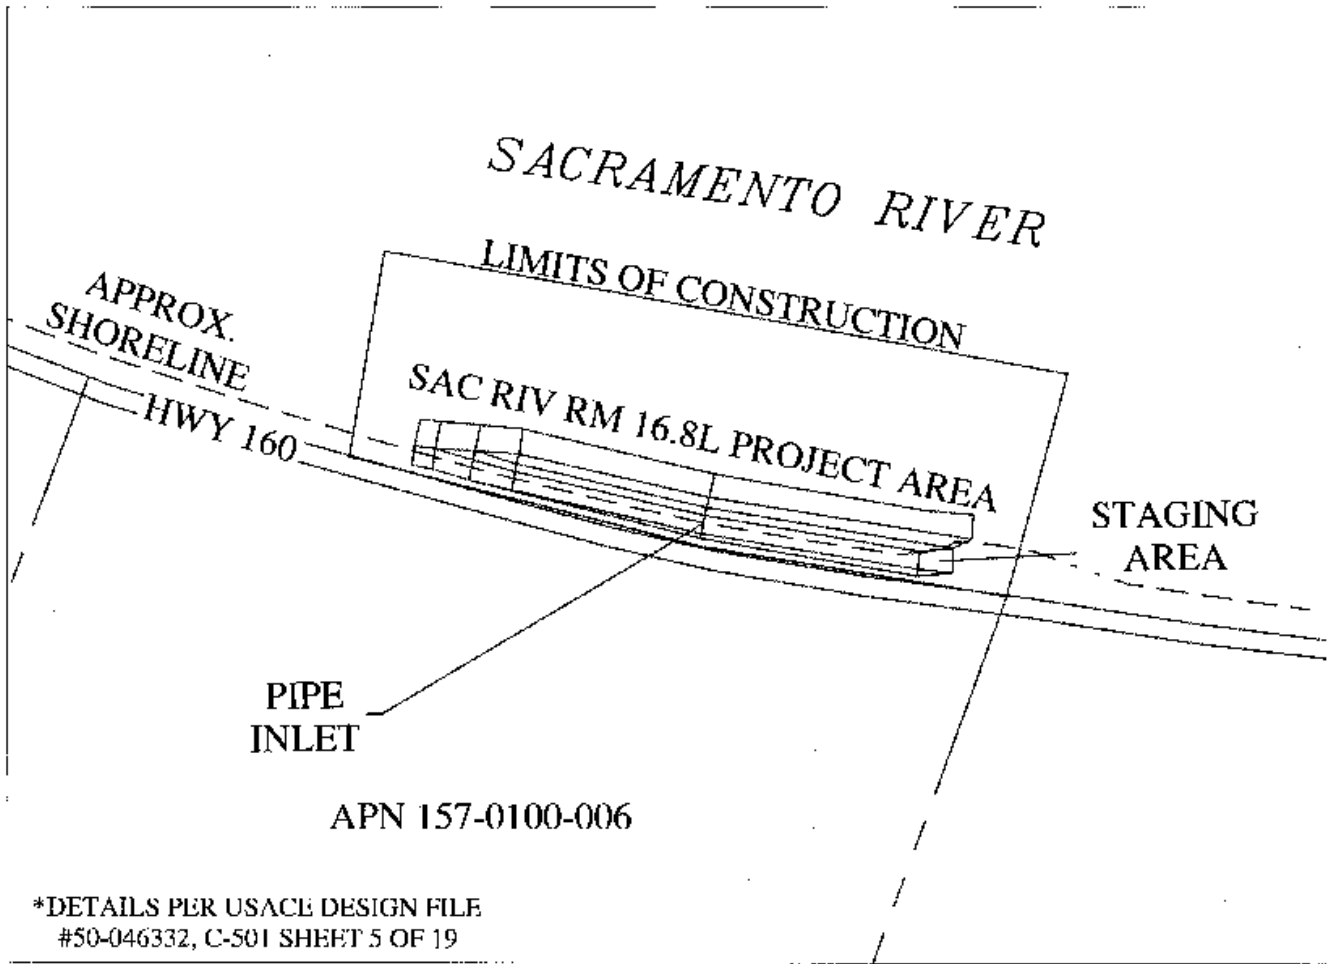 SACRAMENTO RIVER
LIMITS OF CONSTRUCTION
APPROX.
SHORELINE
HWY 160
SAC RIV RM 16.8L PROJECT AREA
STAGING
AREA
PIPE
INLET
APN 157-0100-006
*DETAILS PER USACE DESIGN FILE
#50-046332, C-501 SHEET 5 OF 19